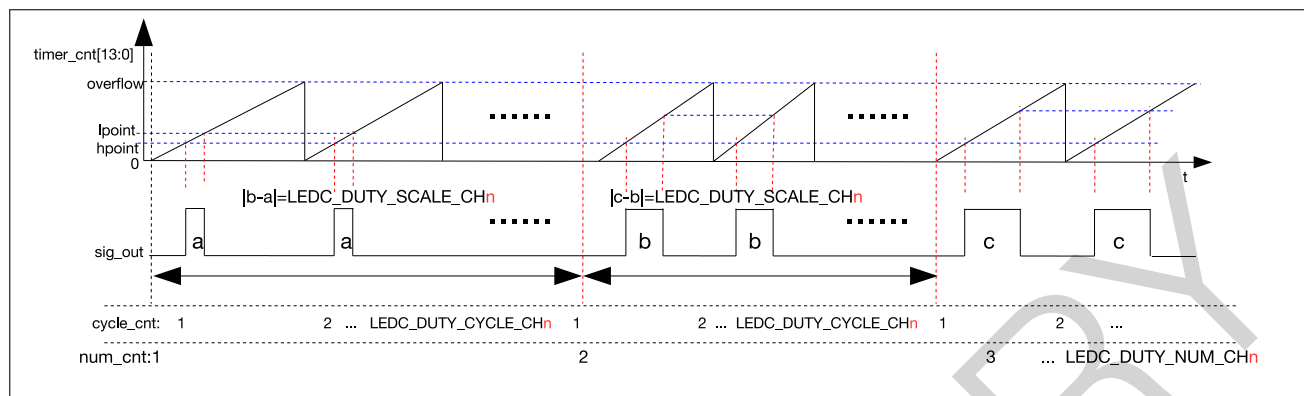 timer_cnt[13:0]
overflow
lpoint
hpoint
0
t
|b-a|=LEDC_DUTY_SCALE_CHn |c-b|=LEDC_DUTY_SCALE_CHn
sig_out a a b b c c
cycle_cnt: 1 2 ... LEDC_DUTY_CYCLE_CHn 1 2 ... LEDC_DUTY_CYCLE_CHn 1 2 ...
num_cnt:1 2 3 ... LEDC_DUTY_NUM_CHn